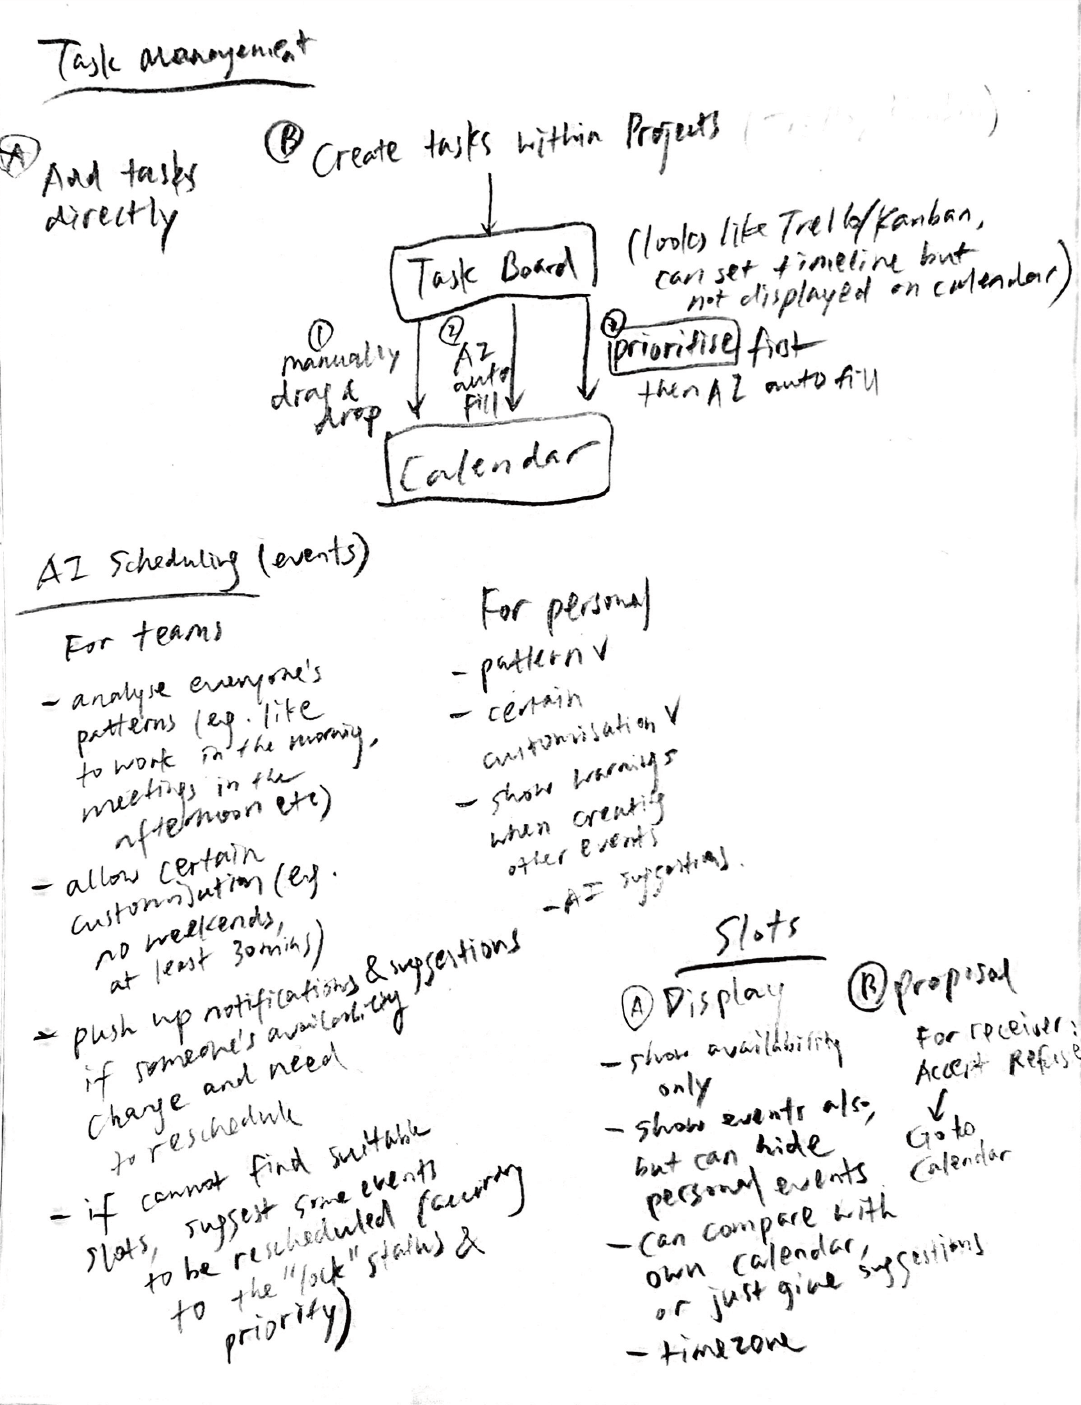 Task Management
A
Add tasks
directly
B Create tasks within Projects
Task Board
(looks like Trello/Kanban,
can set timeline but
not displayed on calendar)
1
manually
drag &
drop
2
AI
auto
fill
prioritise first
then AI auto fill
Calendar
AI Scheduling (events)
For teams
- analyse everyone's
patterns (eg. like
to work in the morning,
meetings in the
afternoon etc)
- allow certain
customisation (eg.
no weekends,
at least 30mins)
- push up notifications & suggestions
if someone's availability
change and need
to reschedule
- if cannot find suitable
slots, suggest some events
to be rescheduled (according
to the "lock" status &
priority)
For personal
- pattern √
- certain
customisation √
- show warnings
when creating
other events
- AI suggestions.
Slots
A Display
- show availability
only
- show events also,
but can hide
personal events
- can compare with
own calendar,
or just give suggestions
- timezone
B Proposal
For receiver:
Accept Refuse
Go to
Calendar